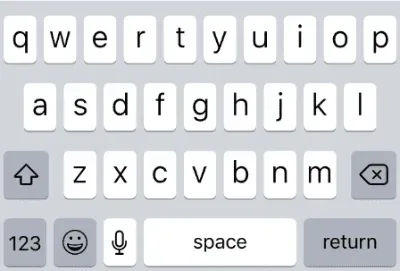 q w e r t y u i o p
a s d f g h j k l
z x c v b n m
123 space return